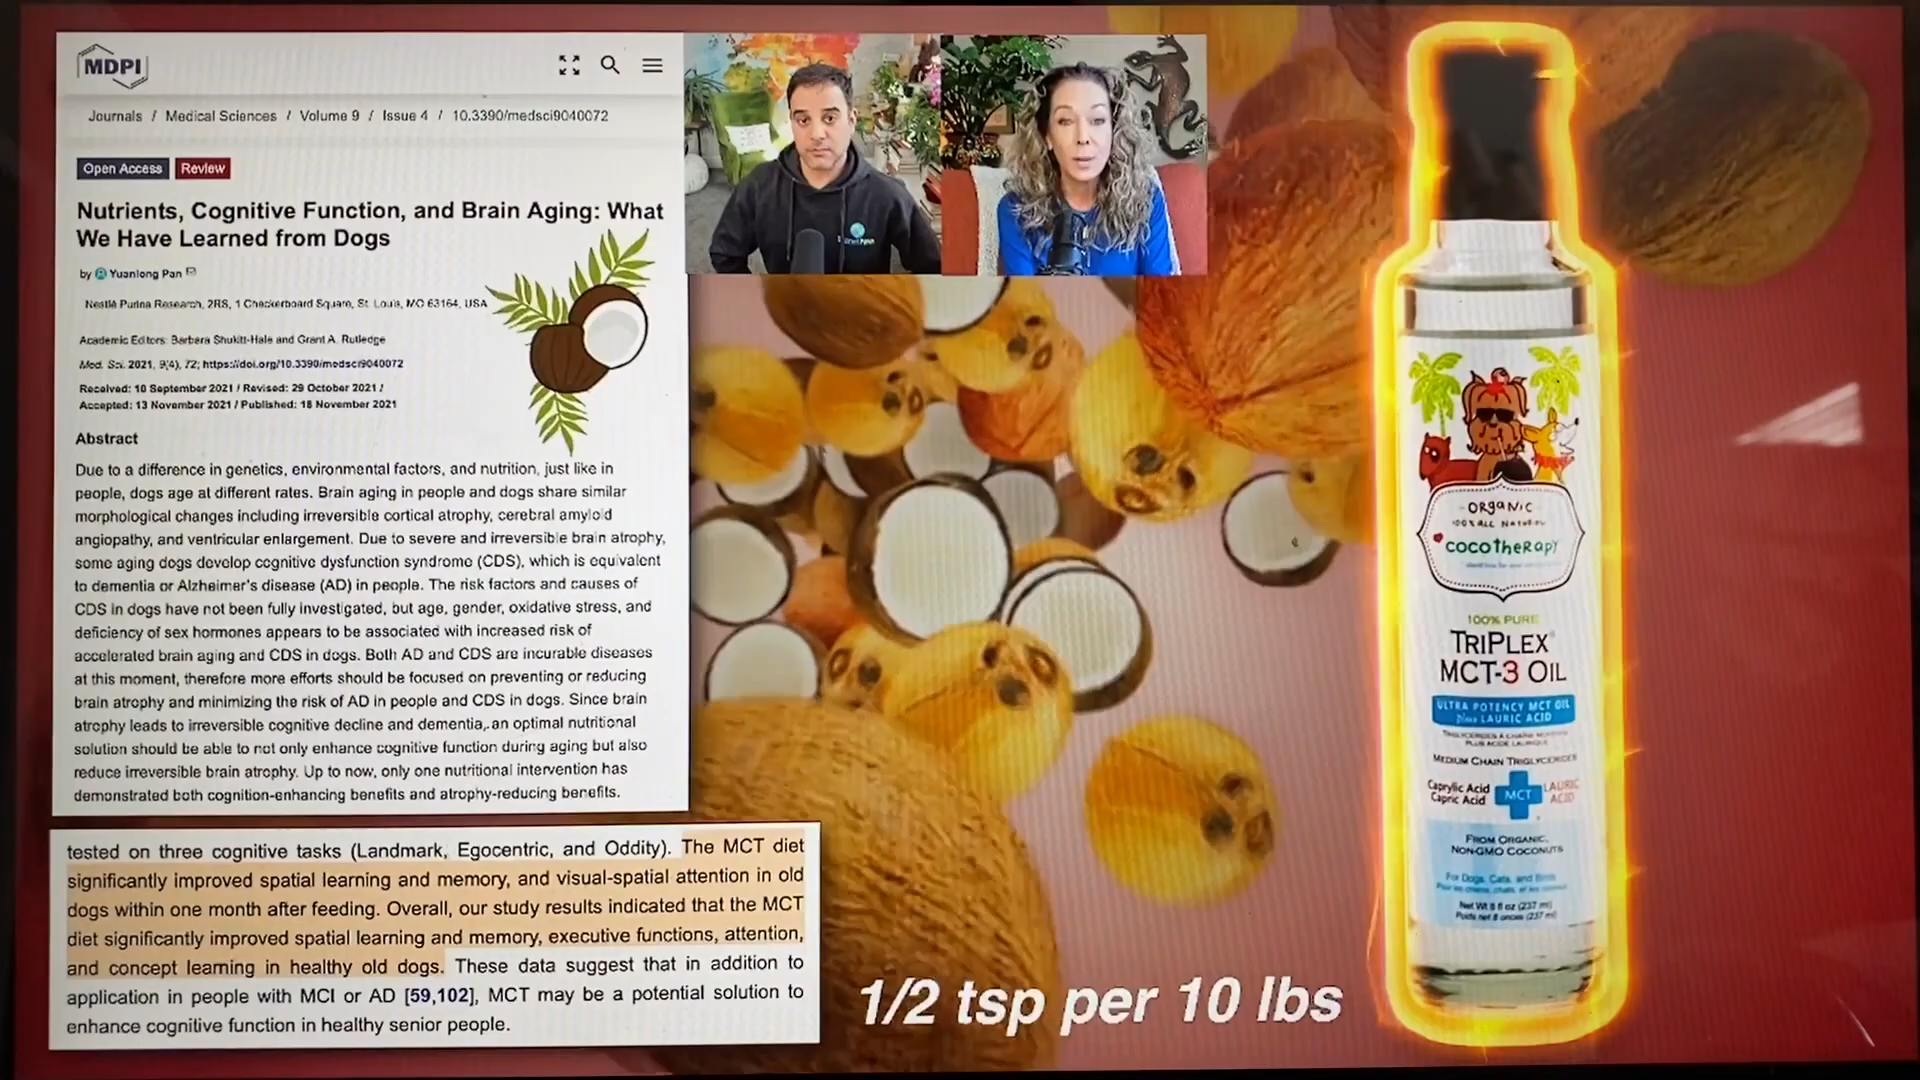 MDPI
Journals / Medical Sciences / Volume 9 / Issue 4 / 10.3390/medsci9040072
Open Access Review
Nutrients, Cognitive Function, and Brain Aging: What
We Have Learned from Dogs
by Yuanlong Pan
Nestlé Purina Research, 2RS, 1 Checkerboard Square, St. Louis, MO 63164, USA
Academic Editors: Barbara Shukitt-Hale and Grant A. Rutledge
Med. Sci. 2021, 9(4), 72; https://doi.org/10.3390/medsci9040072
Received: 10 September 2021 / Revised: 29 October 2021 /
Accepted: 13 November 2021 / Published: 18 November 2021
Abstract
Due to a difference in genetics, environmental factors, and nutrition, just like in
people, dogs age at different rates. Brain aging in people and dogs share similar
morphological changes including irreversible cortical atrophy, cerebral amyloid
angiopathy, and ventricular enlargement. Due to severe and irreversible brain atrophy,
some aging dogs develop cognitive dysfunction syndrome (CDS), which is equivalent
to dementia or Alzheimer's disease (AD) in people. The risk factors and causes of
CDS in dogs have not been fully investigated, but age, gender, oxidative stress, and
deficiency of sex hormones appears to be associated with increased risk of
accelerated brain aging and CDS in dogs. Both AD and CDS are incurable diseases
at this moment, therefore more efforts should be focused on preventing or reducing
brain atrophy and minimizing the risk of AD in people and CDS in dogs. Since brain
atrophy leads to irreversible cognitive decline and dementia, an optimal nutritional
solution should be able to not only enhance cognitive function during aging but also
reduce irreversible brain atrophy. Up to now, only one nutritional intervention has
demonstrated both cognition-enhancing benefits and atrophy-reducing benefits.
tested on three cognitive tasks (Landmark, Egocentric, and Oddity). The MCT diet
significantly improved spatial learning and memory, and visual-spatial attention in old
dogs within one month after feeding. Overall, our study results indicated that the MCT
diet significantly improved spatial learning and memory, executive functions, attention,
and concept learning in healthy old dogs. These data suggest that in addition to
application in people with MCI or AD [59,102], MCT may be a potential solution to
enhance cognitive function in healthy senior people.
1/2 tsp per 10 lbs
ORGANIC
100% ALL NATURAL
COCOTHERAPY
100% PURE
TRIPLEX
MCT-3 OIL
ULTRA POTENCY MCT OIL
plus LAURIC ACID
MEDIUM CHAIN TRIGLYCERIDES
Caprylic Acid
Capric Acid
MCT
LAURIC
ACID
FROM ORGANIC,
NON-GMO COCONUTS
For Dogs, Cats, and Birds
Net Wt 8 fl oz (237 ml)